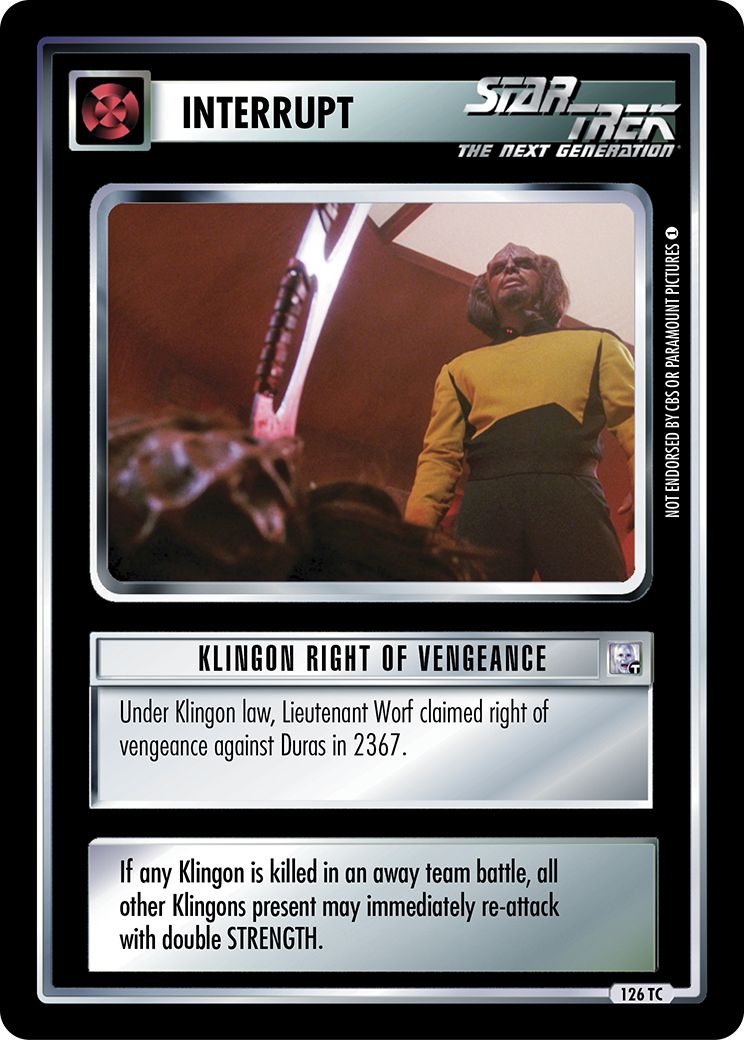 INTERRUPT
STAR TREK
THE NEXT GENERATION
NOT ENDORSED BY CBS OR PARAMOUNT PICTURES 1
KLINGON RIGHT OF VENGEANCE
T
Under Klingon law, Lieutenant Worf claimed right of
vengeance against Duras in 2367.
If any Klingon is killed in an away team battle, all
other Klingons present may immediately re-attack
with double STRENGTH.
126 TC